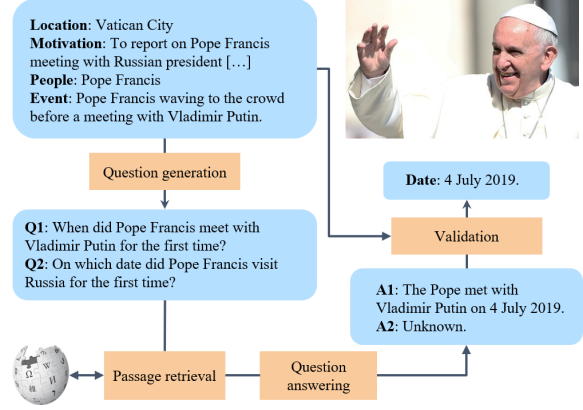 Location: Vatican City
Motivation: To report on Pope Francis
meeting with Russian president […]
People: Pope Francis
Event: Pope Francis waving to the crowd
before a meeting with Vladimir Putin.
Question generation
Q1: When did Pope Francis meet with
Vladimir Putin for the first time?
Q2: On which date did Pope Francis visit
Russia for the first time?
Passage retrieval
Question
answering
A1: The Pope met with
Vladimir Putin on 4 July 2019.
A2: Unknown.
Validation
Date: 4 July 2019.